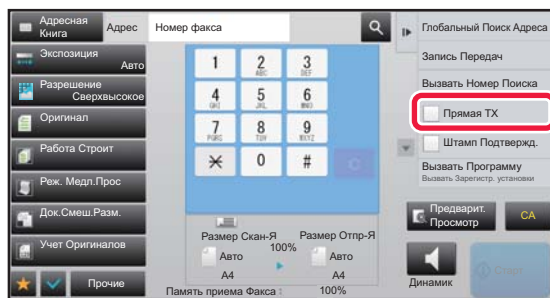 Адресная
Книга
Адрес
Номер факса
Глобальный Поиск Адреса
Экспозиция
Авто
Запись Передач
Разрешение
Сверхвысокое
Вызвать Номер Поиска
Оригинал
Прямая TX
Работа Строит
Штамп Подтвержд.
Реж. Медл.Прос
Вызвать Программу
Вызвать Зарегистр. установки
Док.Смеш.Разм.
Учет Оригиналов
Прочие
1
2
ABC
3
DEF
4
GHI
5
JKL
6
MNO
7
PQRS
8
TUV
9
WXYZ
0
#
Размер Скан-Я
100%
Размер Отпр-Я
Авто
A4
Авто
A4
Память приема Факса :
100%
Предварит.
Просмотр
CA
Динамик
Старт